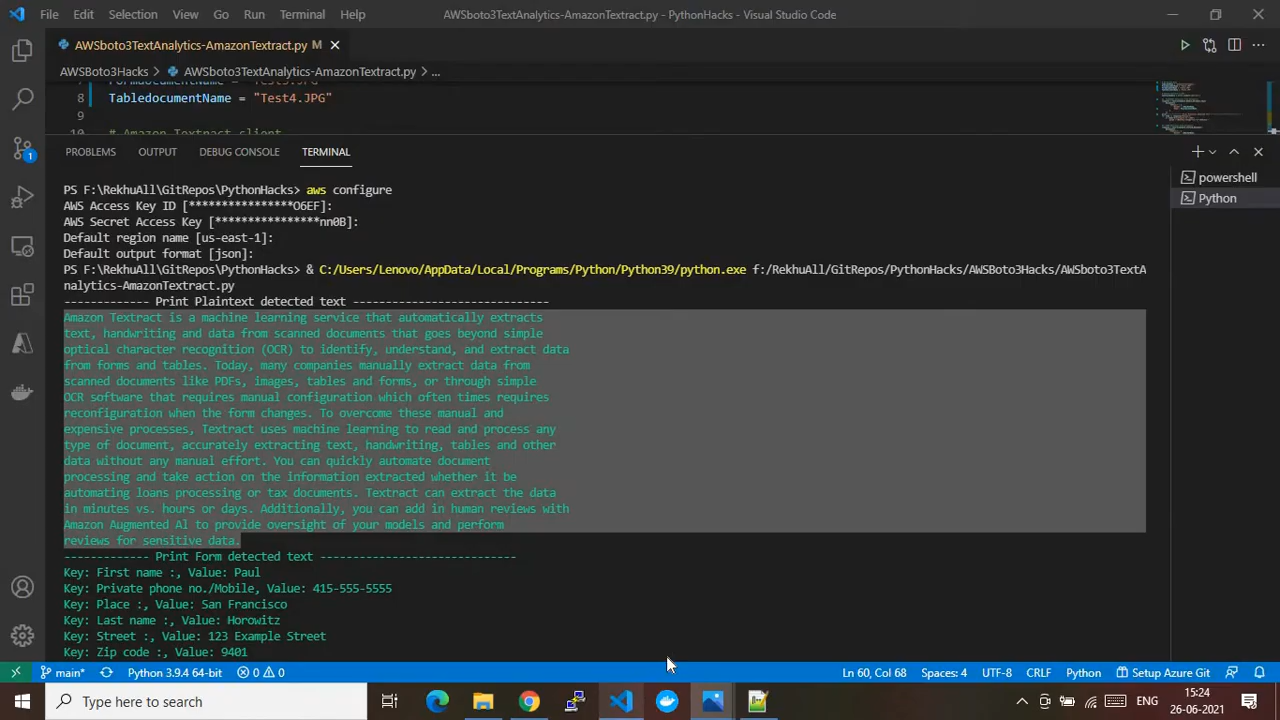 File Edit Selection View Go Run Terminal Help AWSboto3TextAnalytics-AmazonTextract.py - PythonHacks - Visual Studio Code
AWSboto3TextAnalytics-AmazonTextract.py M
AWSBoto3Hacks > AWSboto3TextAnalytics-AmazonTextract.py > ...
7 FormdocumentName = "Test3.JPG"
8 TabledocumentName = "Test4.JPG"
9
10 # Amazon Textract client
PROBLEMS OUTPUT DEBUG CONSOLE TERMINAL
powershell
Python
PS F:\RekhuAll\GitRepos\PythonHacks> aws configure
AWS Access Key ID [****************O6EF]:
AWS Secret Access Key [****************nn0B]:
Default region name [us-east-1]:
Default output format [json]:
PS F:\RekhuAll\GitRepos\PythonHacks> & C:/Users/Lenovo/AppData/Local/Programs/Python/Python39/python.exe f:/RekhuAll/GitRepos/PythonHacks/AWSBoto3Hacks/AWSboto3TextA
nalytics-AmazonTextract.py
------------- Print Plaintext detected text ------------------------------
Amazon Textract is a machine learning service that automatically extracts
text, handwriting and data from scanned documents that goes beyond simple
optical character recognition (OCR) to identify, understand, and extract data
from forms and tables. Today, many companies manually extract data from
scanned documents like PDFs, images, tables and forms, or through simple
OCR software that requires manual configuration which often times requires
reconfiguration when the form changes. To overcome these manual and
expensive processes, Textract uses machine learning to read and process any
type of document, accurately extracting text, handwriting, tables and other
data without any manual effort. You can quickly automate document
processing and take action on the information extracted whether it be
automating loans processing or tax documents. Textract can extract the data
in minutes vs. hours or days. Additionally, you can add in human reviews with
Amazon Augmented Al to provide oversight of your models and perform
reviews for sensitive data.
------------- Print Form detected text ------------------------------
Key: First name :, Value: Paul
Key: Private phone no./Mobile, Value: 415-555-5555
Key: Place :, Value: San Francisco
Key: Last name :, Value: Horowitz
Key: Street :, Value: 123 Example Street
Key: Zip code :, Value: 9401
main* Python 3.9.4 64-bit 0 0 Ln 60, Col 68 Spaces: 4 UTF-8 CRLF Python Setup Azure Git
Type here to search
ENG
15:24
26-06-2021